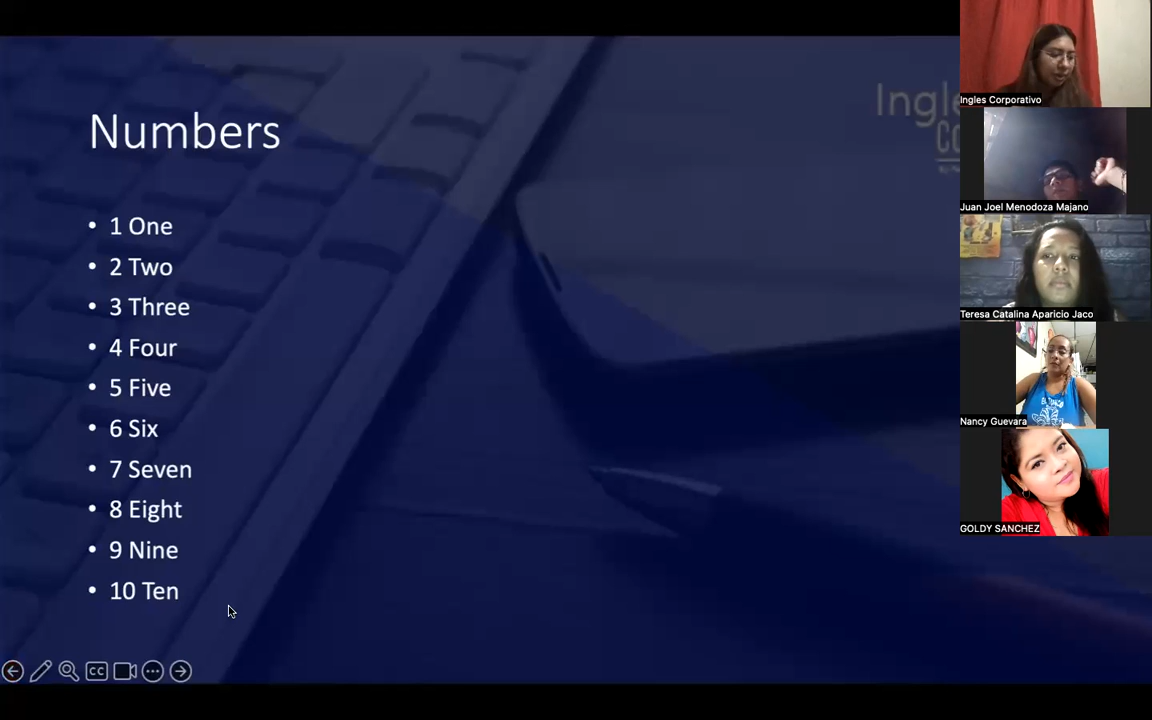 Numbers
• 1 One
• 2 Two
• 3 Three
• 4 Four
• 5 Five
• 6 Six
• 7 Seven
• 8 Eight
• 9 Nine
• 10 Ten
CC
Ingles Corporativo
Juan Joel Menodoza Majano
Teresa Catalina Aparicio Jaco
Nancy Guevara
GOLDY SANCHEZ